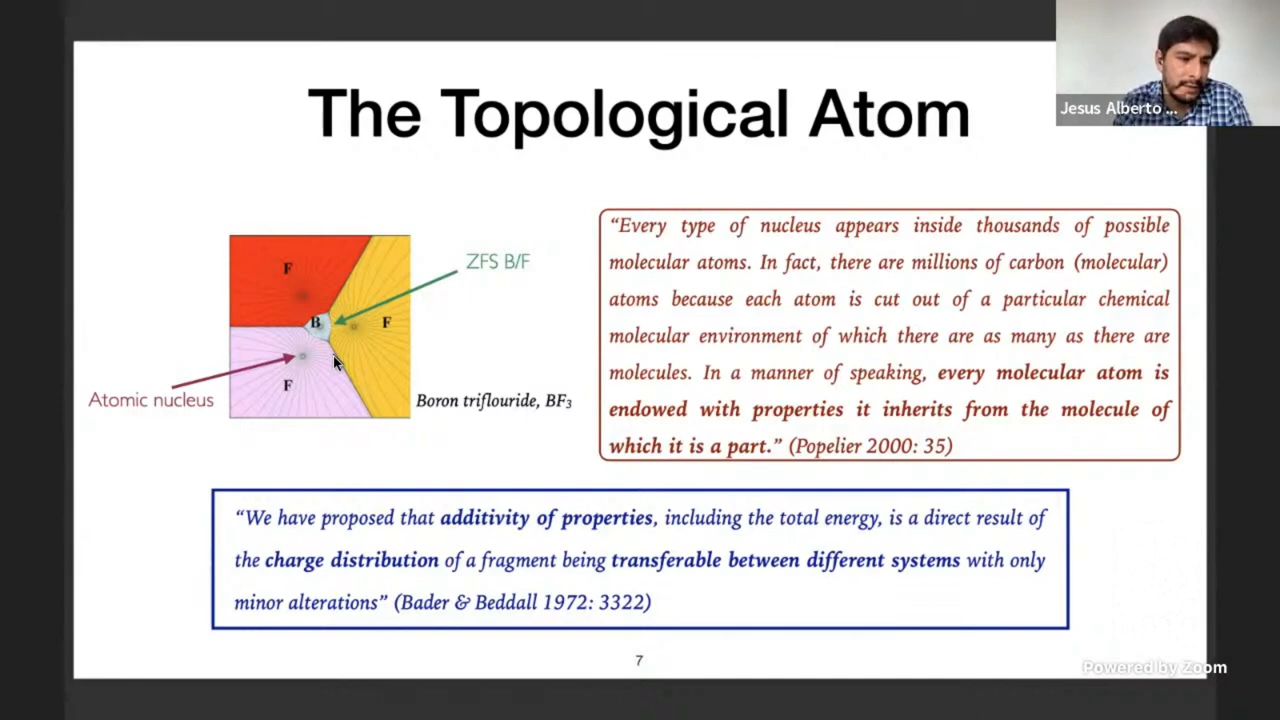 The Topological Atom
Jesus Alberto ...
F
ZFS B/F
B
F
F
Atomic nucleus
Boron triflouride, BF₃
“Every type of nucleus appears inside thousands of possible
molecular atoms. In fact, there are millions of carbon (molecular)
atoms because each atom is cut out of a particular chemical
molecular environment of which there are as many as there are
molecules. In a manner of speaking, every molecular atom is
endowed with properties it inherits from the molecule of
which it is a part.” (Popelier 2000: 35)
“We have proposed that additivity of properties, including the total energy, is a direct result of
the charge distribution of a fragment being transferable between different systems with only
minor alterations” (Bader & Beddall 1972: 3322)
7
Powered by Zoom